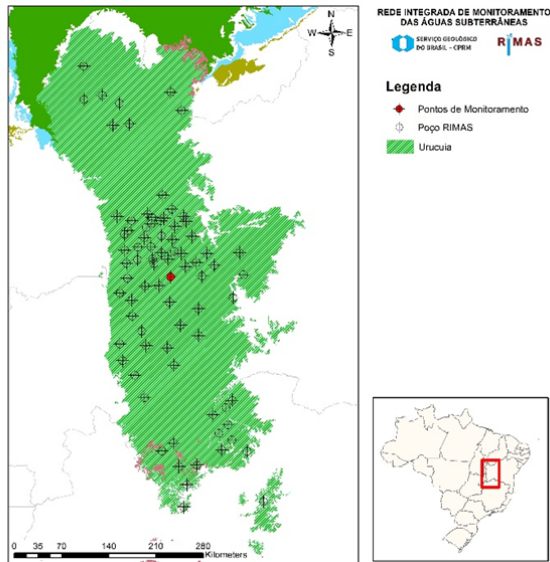 REDE INTEGRADA DE MONITORAMENTO
DAS ÁGUAS SUBTERRÂNEAS
SERVIÇO GEOLÓGICO
DO BRASIL - CPRM
RIMAS
N
W E
S
Legenda
Pontos de Monitoramento
Poço RIMAS
Urucuia
0 35 70 140 210 280
Kilometers